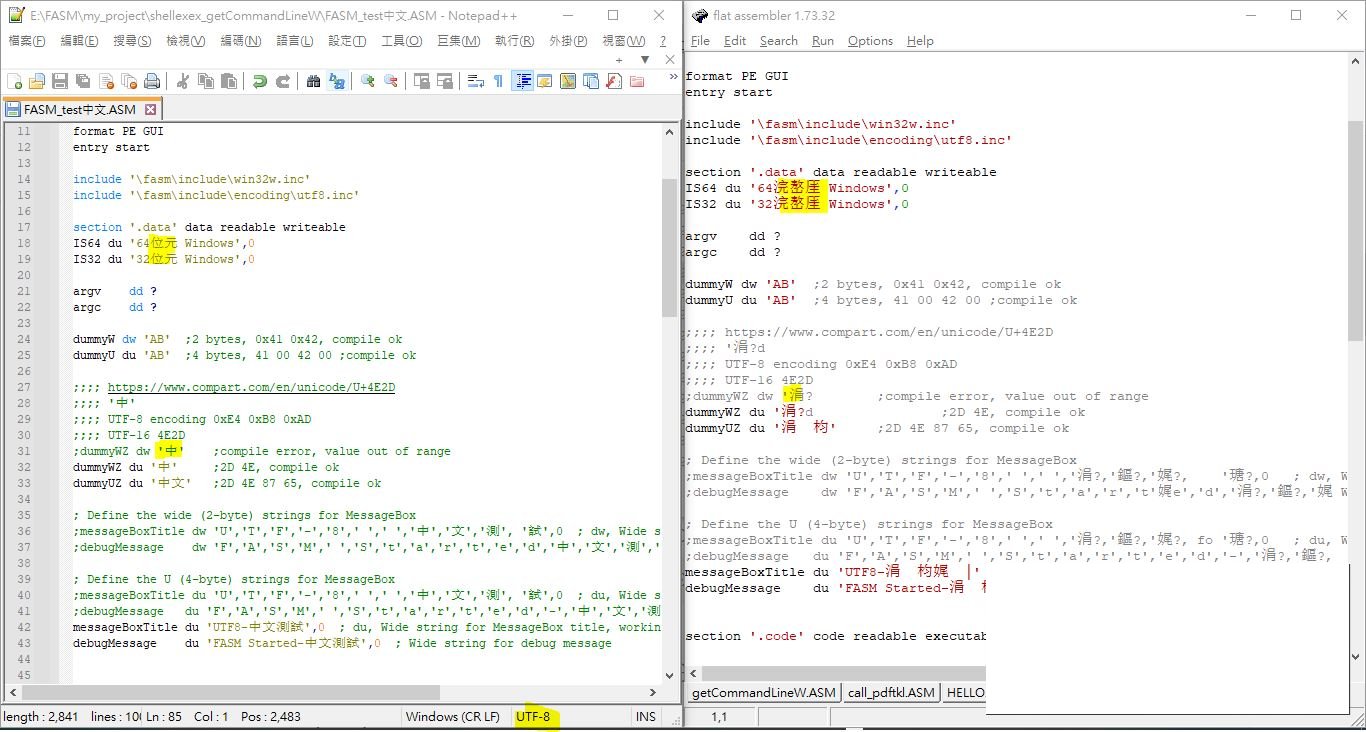 E:\FASM\my_project\shellexex_getCommandLineW\FASM_test中文.ASM - Notepad++
檔案(F) 編輯(E) 搜尋(S) 檢視(V) 編碼(N) 語言(L) 設定(T) 工具(O) 巨集(M) 執行(R) 外掛(P) 視窗(W) ?
+ ▼ X
FASM_test中文.ASM
11 format PE GUI
12 entry start
13
14 include '\fasm\include\win32w.inc'
15 include '\fasm\include\encoding\utf8.inc'
16
17 section '.data' data readable writeable
18 IS64 du '64位元 Windows',0
19 IS32 du '32位元 Windows',0
20
21 argv    dd ?
22 argc    dd ?
23
24 dummyW dw 'AB'  ;2 bytes, 0x41 0x42, compile ok
25 dummyU du 'AB'  ;4 bytes, 41 00 42 00 ;compile ok
26
27 ;;;; https://www.compart.com/en/unicode/U+4E2D
28 ;;;; '中'
29 ;;;; UTF-8 encoding 0xE4 0xB8 0xAD
30 ;;;; UTF-16 4E2D
31 ;dummyWZ dw '中'    ;compile error, value out of range
32 dummyWZ du '中'     ;2D 4E, compile ok
33 dummyUZ du '中文'   ;2D 4E 87 65, compile ok
34
35 ; Define the wide (2-byte) strings for MessageBox
36 ;messageBoxTitle dw 'U','T','F','-','8',' ',' ','中','文','測', '試',0  ; dw, Wide s
37 ;debugMessage    dw 'F','A','S','M',' ','S','t','a','r','t','e','d','中','文','測',
38
39 ; Define the U (4-byte) strings for MessageBox
40 ;messageBoxTitle du 'U','T','F','-','8',' ',' ','中','文','測', '試',0  ; du, Wide s
41 ;debugMessage   du 'F','A','S','M',' ','S','t','a','r','t','e','d','-','中','文','測
42 messageBoxTitle du 'UTF8-中文測試',0  ; du, Wide string for MessageBox title, workin
43 debugMessage    du 'FASM Started-中文測試',0  ; Wide string for debug message
44
45
length : 2,841 lines : 10 Ln : 85 Col : 1 Pos : 2,483 Windows (CR LF) UTF-8 INS
flat assembler 1.73.32
File Edit Search Run Options Help
format PE GUI
entry start
include '\fasm\include\win32w.inc'
include '\fasm\include\encoding\utf8.inc'
section '.data' data readable writeable
IS64 du '64浣嶅厓 Windows',0
IS32 du '32浣嶅厓 Windows',0
argv    dd ?
argc    dd ?
dummyW dw 'AB'  ;2 bytes, 0x41 0x42, compile ok
dummyU du 'AB'  ;4 bytes, 41 00 42 00 ;compile ok
;;;; https://www.compart.com/en/unicode/U+4E2D
;;;; '涓?d
;;;; UTF-8 encoding 0xE4 0xB8 0xAD
;;;; UTF-16 4E2D
;dummyWZ dw '涓?         ;compile error, value out of range
dummyWZ du '涓?d                  ;2D 4E, compile ok
dummyUZ du '涓  枃'      ;2D 4E 87 65, compile ok
; Define the wide (2-byte) strings for MessageBox
;messageBoxTitle dw 'U','T','F','-','8',' ',' ','涓?,'鏂?,'娓?,   '瑭?,0  ; dw, W
;debugMessage    dw 'F','A','S','M',' ','S','t','a','r','t'娓e','d','涓?,'鏂?,'娓 W
; Define the U (4-byte) strings for MessageBox
;messageBoxTitle du 'U','T','F','-','8',' ',' ','涓?,'鏂?,'娓?, fo '瑭?,0  ; du, W
;debugMessage   du 'F','A','S','M',' ','S','t','a','r','t','e','d','-','涓?,'鏂?,
messageBoxTitle du 'UTF8-涓  枃娓  |'
debugMessage    du 'FASM Started-涓
section '.code' code readable executab
getCommandLineW.ASM call_pdftkl.ASM HELLO
1,1